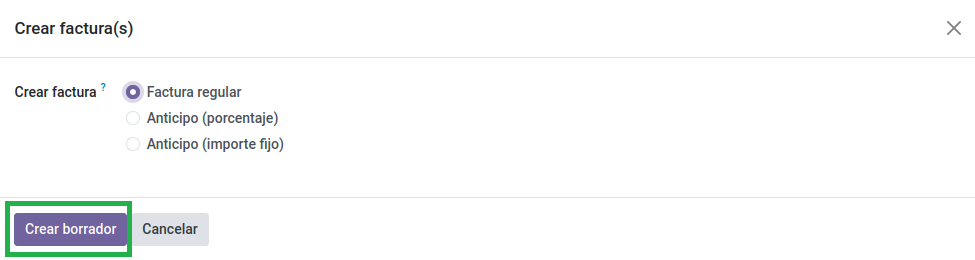 Crear factura(s)
Crear factura ? Factura regular
Anticipo (porcentaje)
Anticipo (importe fijo)
Crear borrador Cancelar